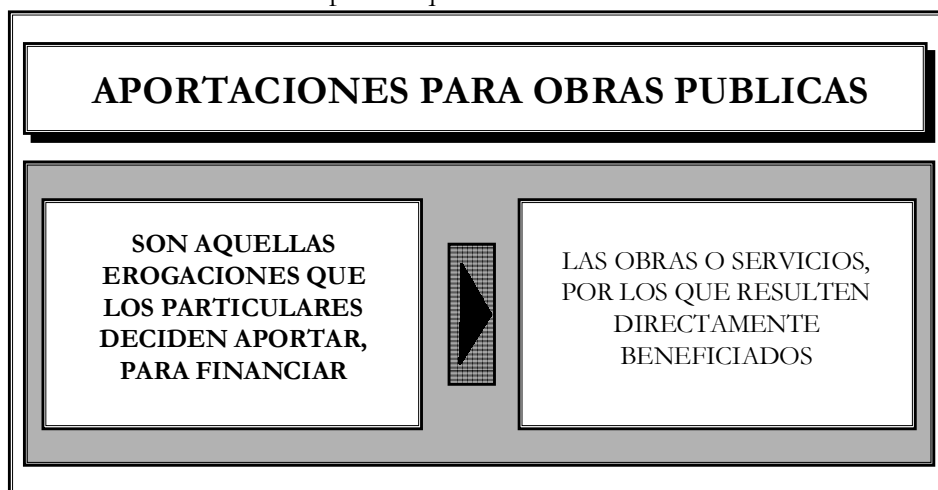 APORTACIONES PARA OBRAS PUBLICAS
SON AQUELLAS
EROGACIONES QUE
LOS PARTICULARES
DECIDEN APORTAR,
PARA FINANCIAR
LAS OBRAS O SERVICIOS,
POR LOS QUE RESULTEN
DIRECTAMENTE
BENEFICIADOS